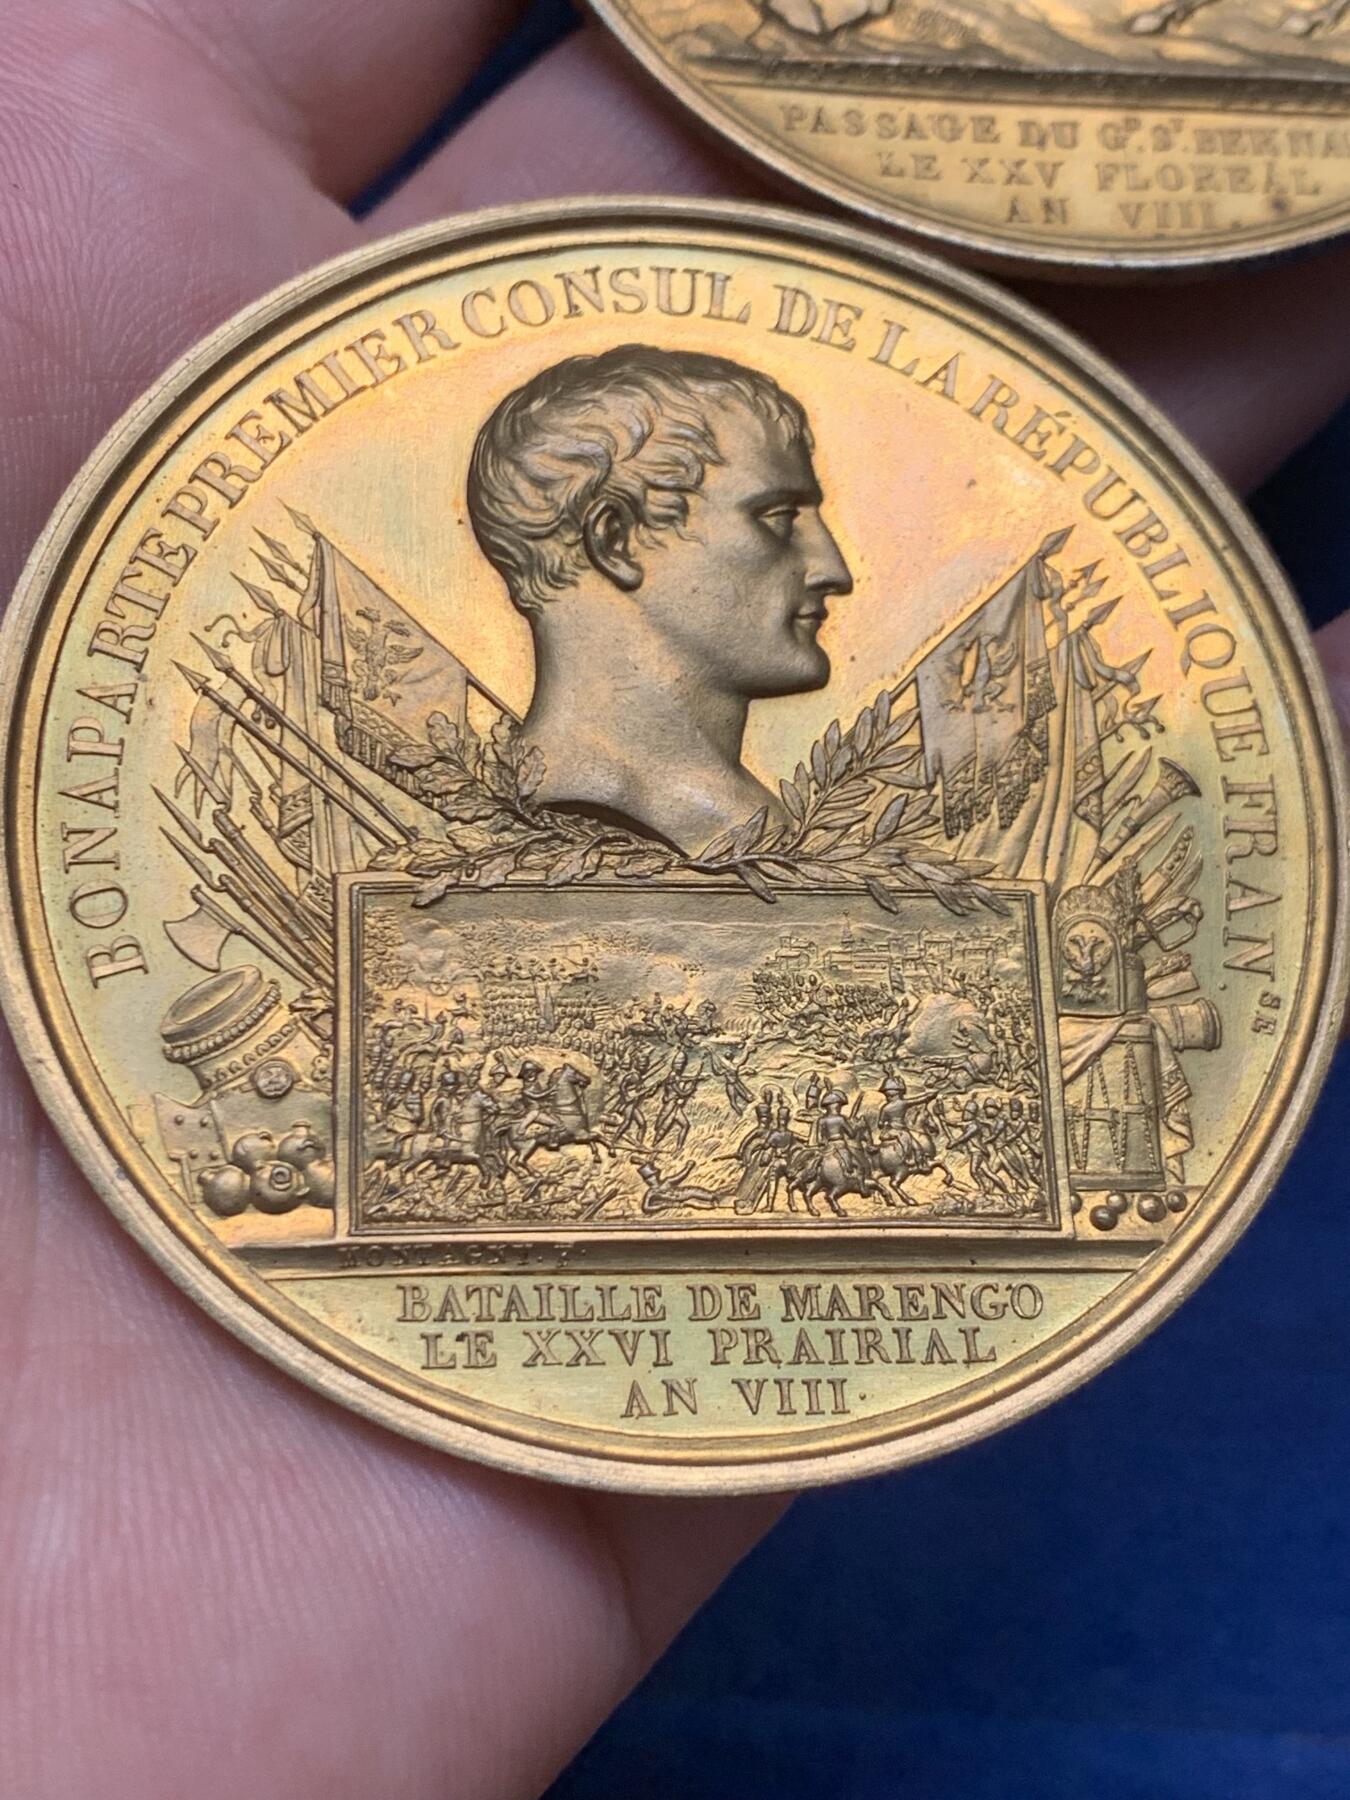 PASSAGE DU Gᴰ. Sᵀ. BERNA
LE XXV FLOREAL
AN VIII.
BONAPARTE PREMIER CONSUL DE LA RÉPUBLIQUE FRANSE
MONTAGNY. F.
BATAILLE DE MARENGO
LE XXVI PRAIRIAL
AN VIII.